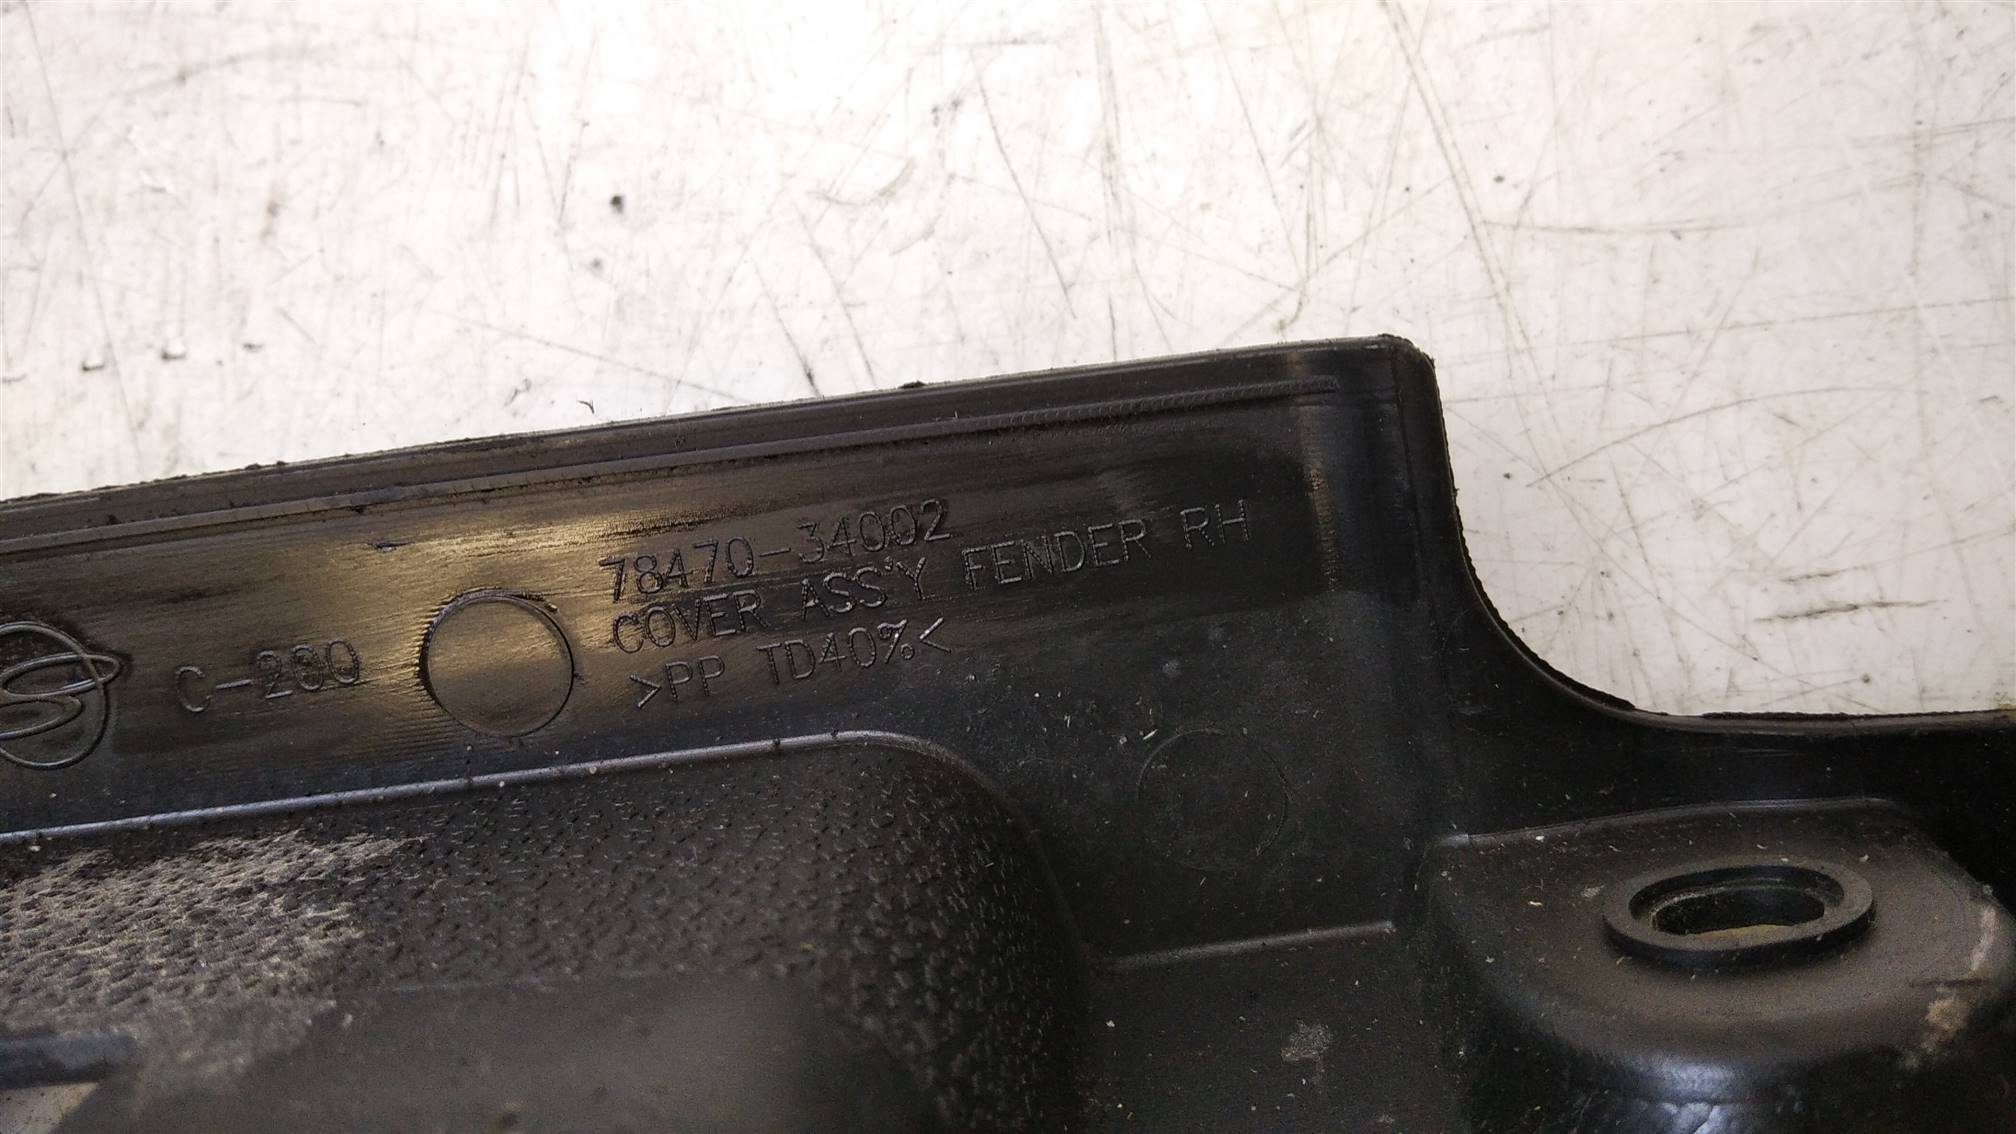 78470-34002
COVER ASS'Y FENDER RH
>PP TD40%<
C-200